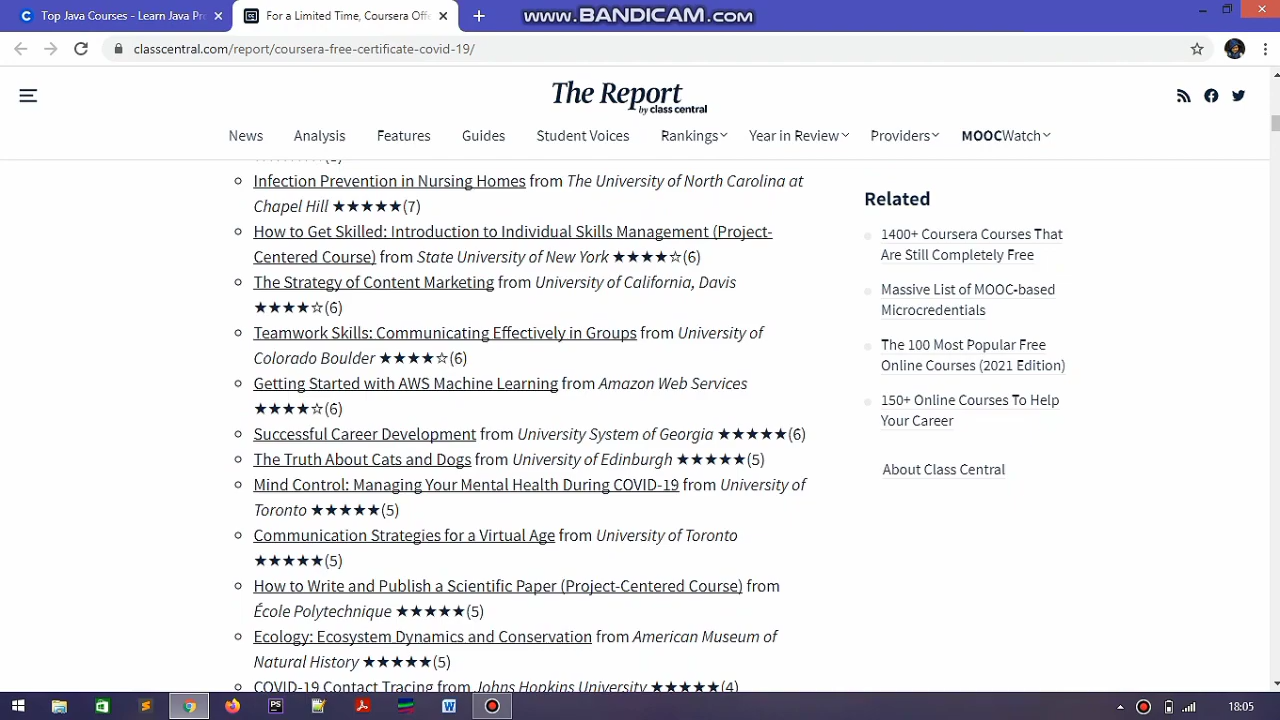 Top Java Courses - Learn Java Pr
For a Limited Time, Coursera Off
www.BANDICAM.com
classcentral.com/report/coursera-free-certificate-covid-19/
The Report
by class central
News Analysis Features Guides Student Voices Rankings Year in Review Providers MOOCWatch
Infection Prevention in Nursing Homes from The University of North Carolina at
Chapel Hill ★★★★★(7)
How to Get Skilled: Introduction to Individual Skills Management (Project-
Centered Course) from State University of New York ★★★★☆(6)
The Strategy of Content Marketing from University of California, Davis
★★★★☆(6)
Teamwork Skills: Communicating Effectively in Groups from University of
Colorado Boulder ★★★★☆(6)
Getting Started with AWS Machine Learning from Amazon Web Services
★★★★☆(6)
Successful Career Development from University System of Georgia ★★★★★(6)
The Truth About Cats and Dogs from University of Edinburgh ★★★★★(5)
Mind Control: Managing Your Mental Health During COVID-19 from University of
Toronto ★★★★★(5)
Communication Strategies for a Virtual Age from University of Toronto
★★★★★(5)
How to Write and Publish a Scientific Paper (Project-Centered Course) from
École Polytechnique ★★★★★(5)
Ecology: Ecosystem Dynamics and Conservation from American Museum of
Natural History ★★★★★(5)
COVID-19 Contact Tracing from Johns Hopkins University ★★★★★(4)
Related
1400+ Coursera Courses That
Are Still Completely Free
Massive List of MOOC-based
Microcredentials
The 100 Most Popular Free
Online Courses (2021 Edition)
150+ Online Courses To Help
Your Career
About Class Central
18:05